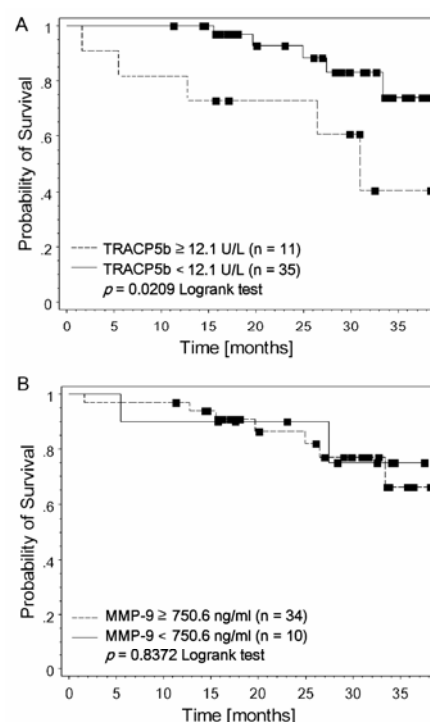 A
Probability of Survival
1
.8
.6
.4
.2
0
TRACP5b ≥ 12.1 U/L (n = 11)
TRACP5b < 12.1 U/L (n = 35)
p = 0.0209 Logrank test
0 5 10 15 20 25 30 35
Time [months]
B
Probability of Survival
1
.8
.6
.4
.2
0
MMP-9 ≥ 750.6 ng/ml (n = 34)
MMP-9 < 750.6 ng/ml (n = 10)
p = 0.8372 Logrank test
0 5 10 15 20 25 30 35
Time [months]